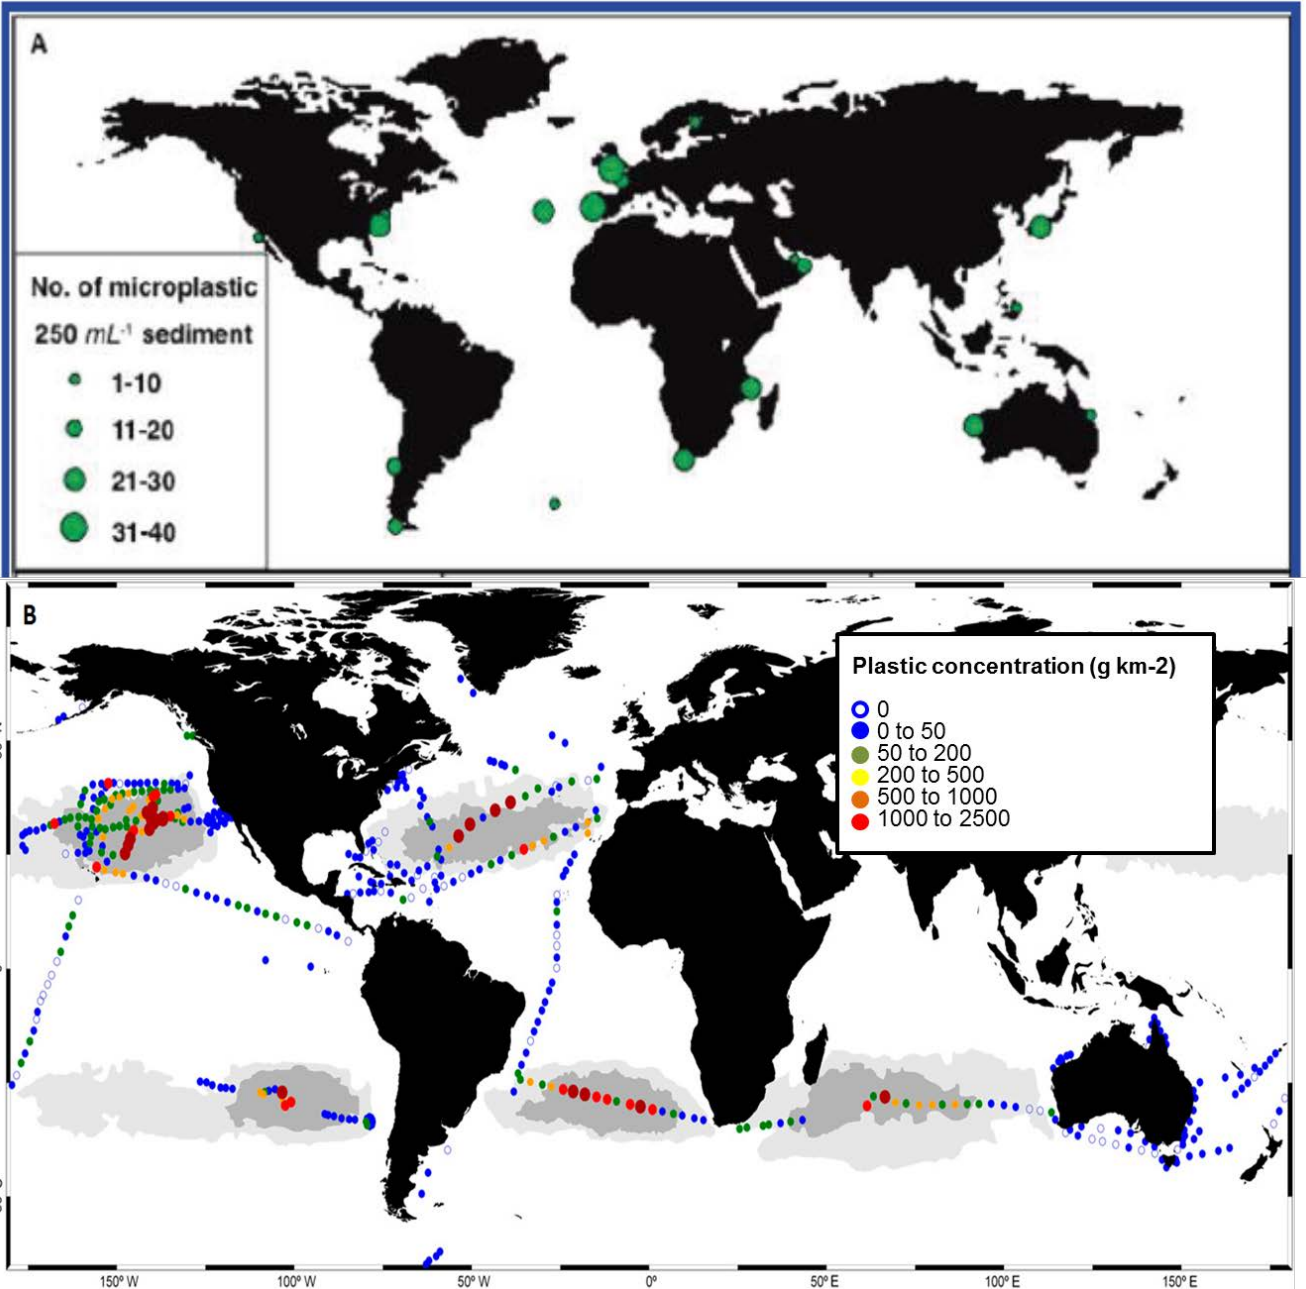 A
No. of microplastic
250 mL-1 sediment
1-10
11-20
21-30
31-40
B
Plastic concentration (g km-2)
0
0 to 50
50 to 200
200 to 500
500 to 1000
1000 to 2500
150° W
100° W
50° W
0°
50° E
100° E
150° E